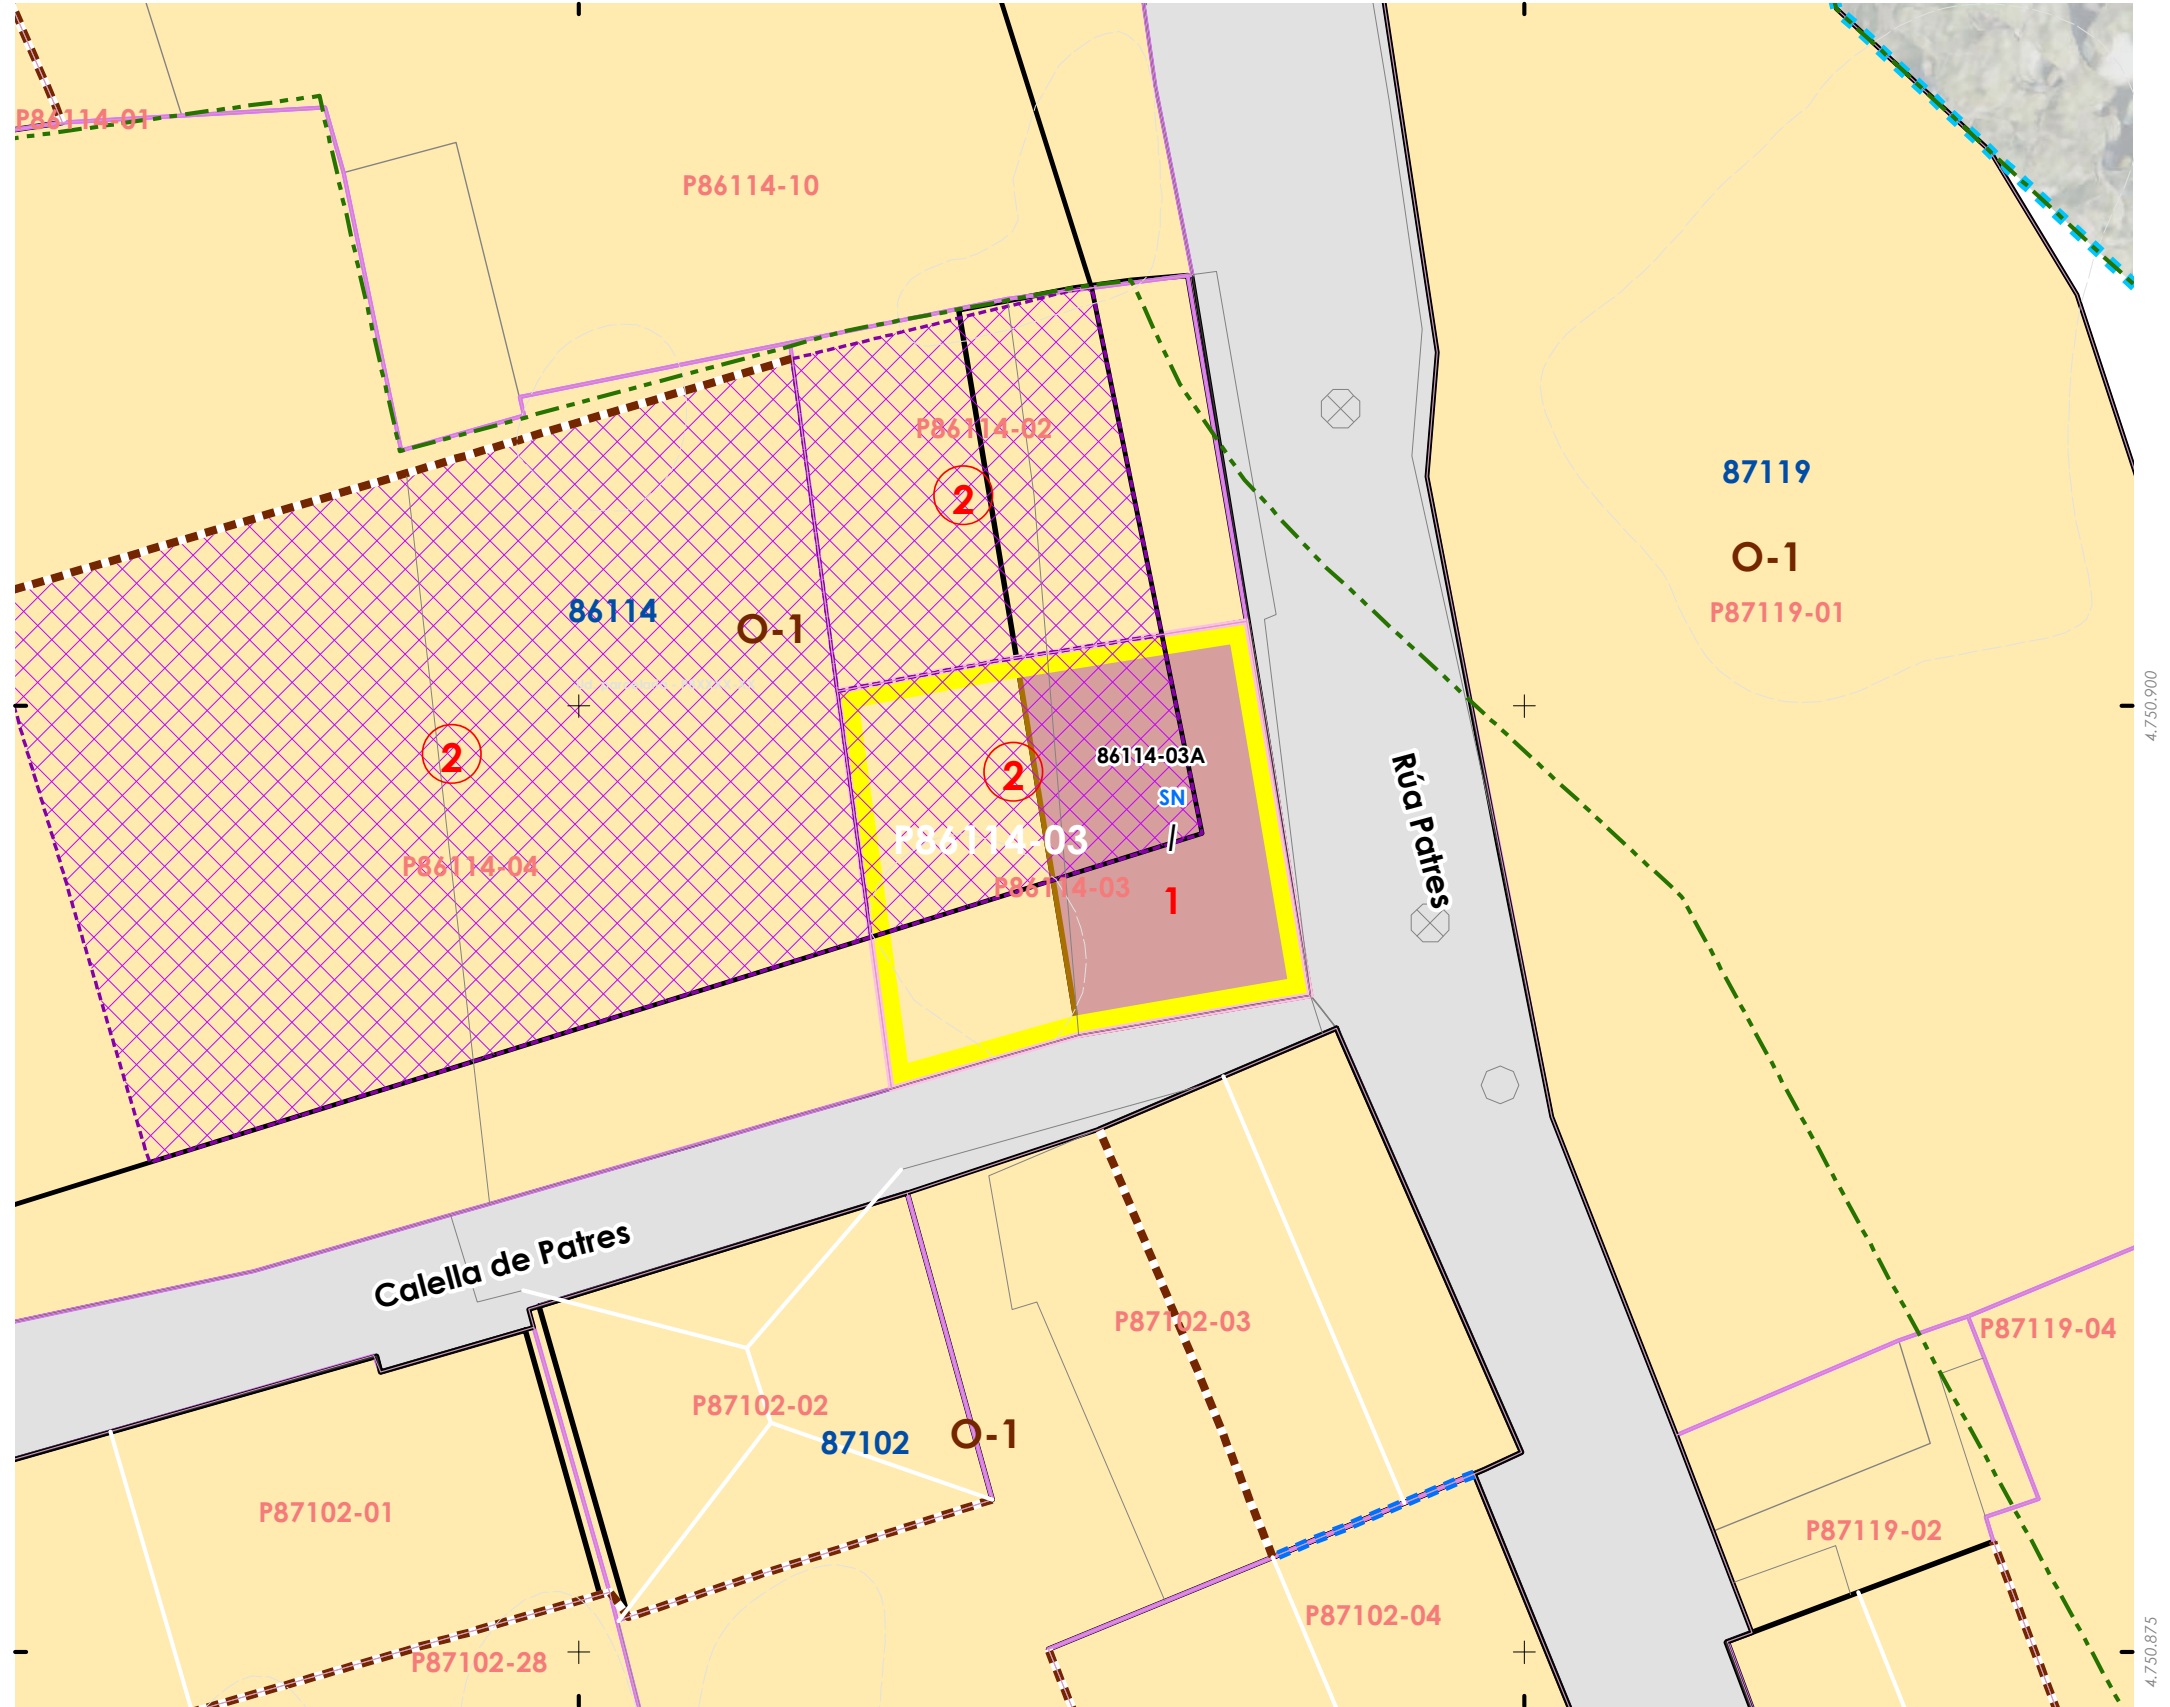 P86114-01
P86114-10
P86114-02
2
87119
O-1
P87119-01
86114
O-1
4.750.900
2
2
86114-03A
SN
/
P86114-03
P86114-03
1
P86114-04
Rúa Patres
Calella de Patres
P87102-03
P87119-04
P87102-02
87102
O-1
P87102-01
P87119-02
P87102-04
P87102-28
4.750.875